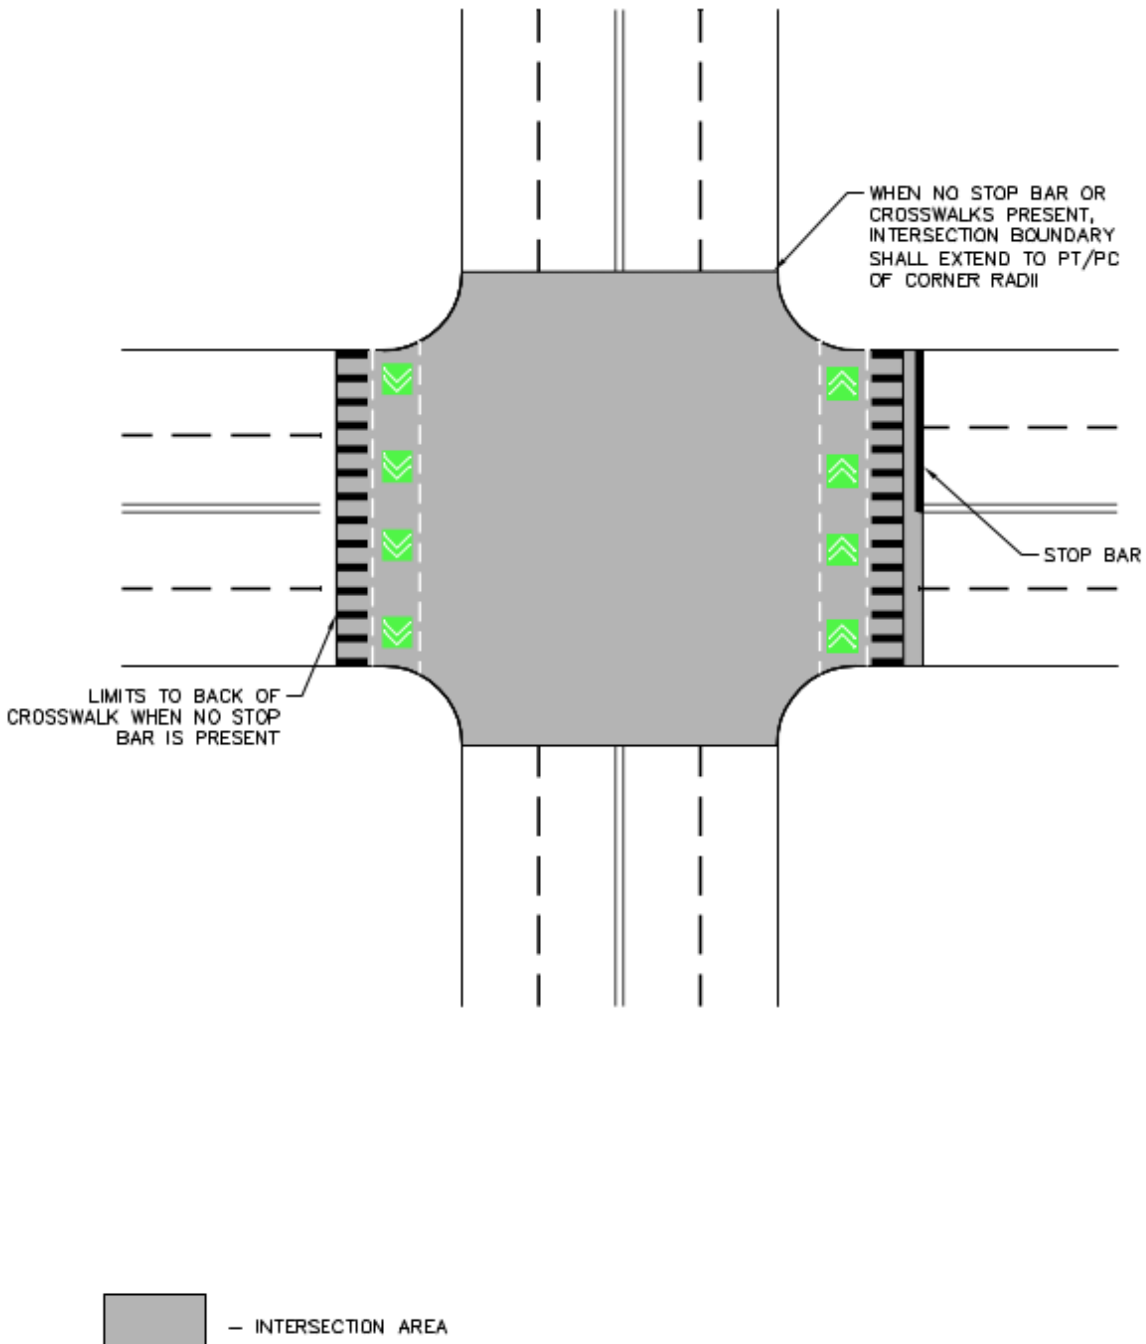 WHEN NO STOP BAR OR
CROSSWALKS PRESENT,
INTERSECTION BOUNDARY
SHALL EXTEND TO PT/PC
OF CORNER RADII
STOP BAR
LIMITS TO BACK OF
CROSSWALK WHEN NO STOP
BAR IS PRESENT
– INTERSECTION AREA